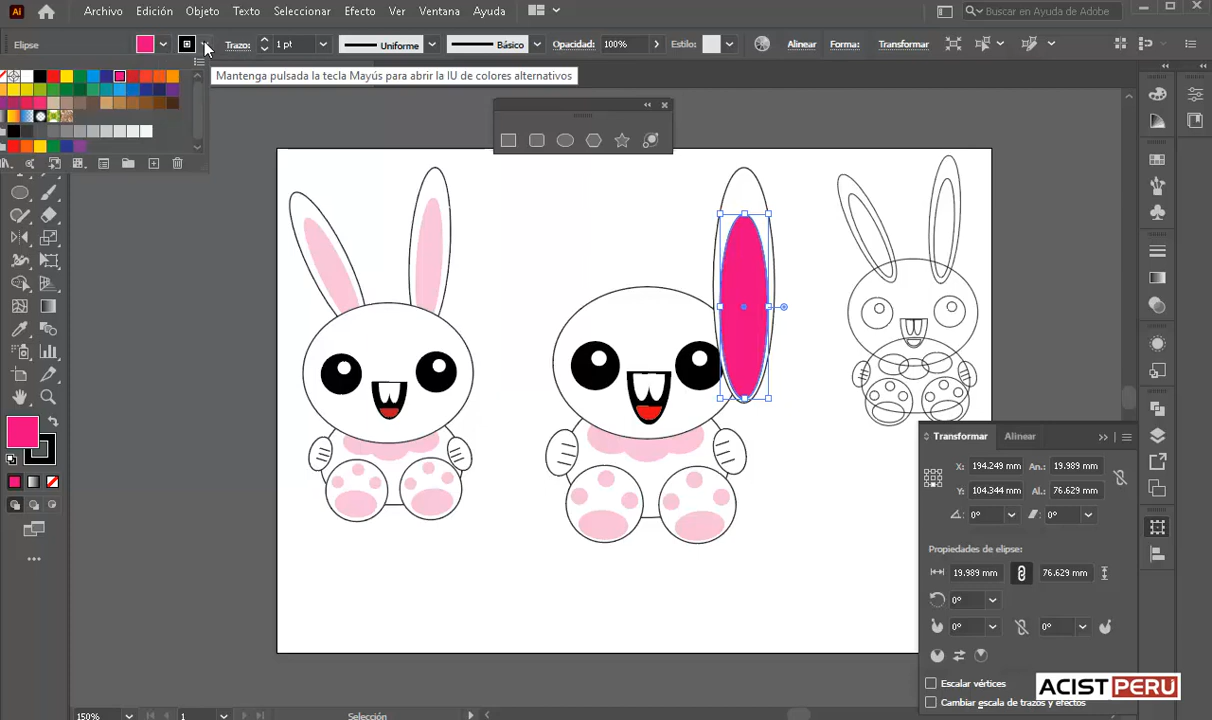 Ai Archivo Edición Objeto Texto Seleccionar Efecto Ver Ventana Ayuda Buscar en Ayuda de Adobe
Elipse Trazo: 1 pt Uniforme Básico Opacidad: 100% Estilo: Alinear Forma: Transformar
Mantenga pulsada la tecla Mayús para abrir la IU de colores alternativos
Transformar Alinear
X: 194.249 mm An.: 19.989 mm
Y: 104.344 mm Al.: 76.629 mm
0° 0°
Propiedades de elipse:
19.989 mm 76.629 mm
0°
0° 0°
Escalar vértices
Cambiar escala de trazos y efectos
ACIST PERÚ
150% 1 Selección